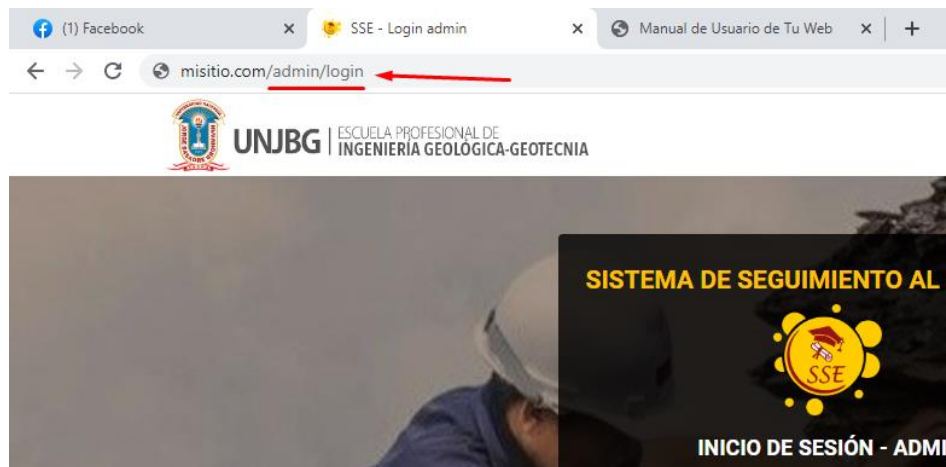 (1) Facebook
SSE - Login admin
Manual de Usuario de Tu Web
misitio.com/admin/login
UNJBG | ESCUELA PROFESIONAL DE
INGENIERÍA GEOLÓGICA-GEOTECNIA
SISTEMA DE SEGUIMIENTO AL
SSE
INICIO DE SESIÓN - ADMI